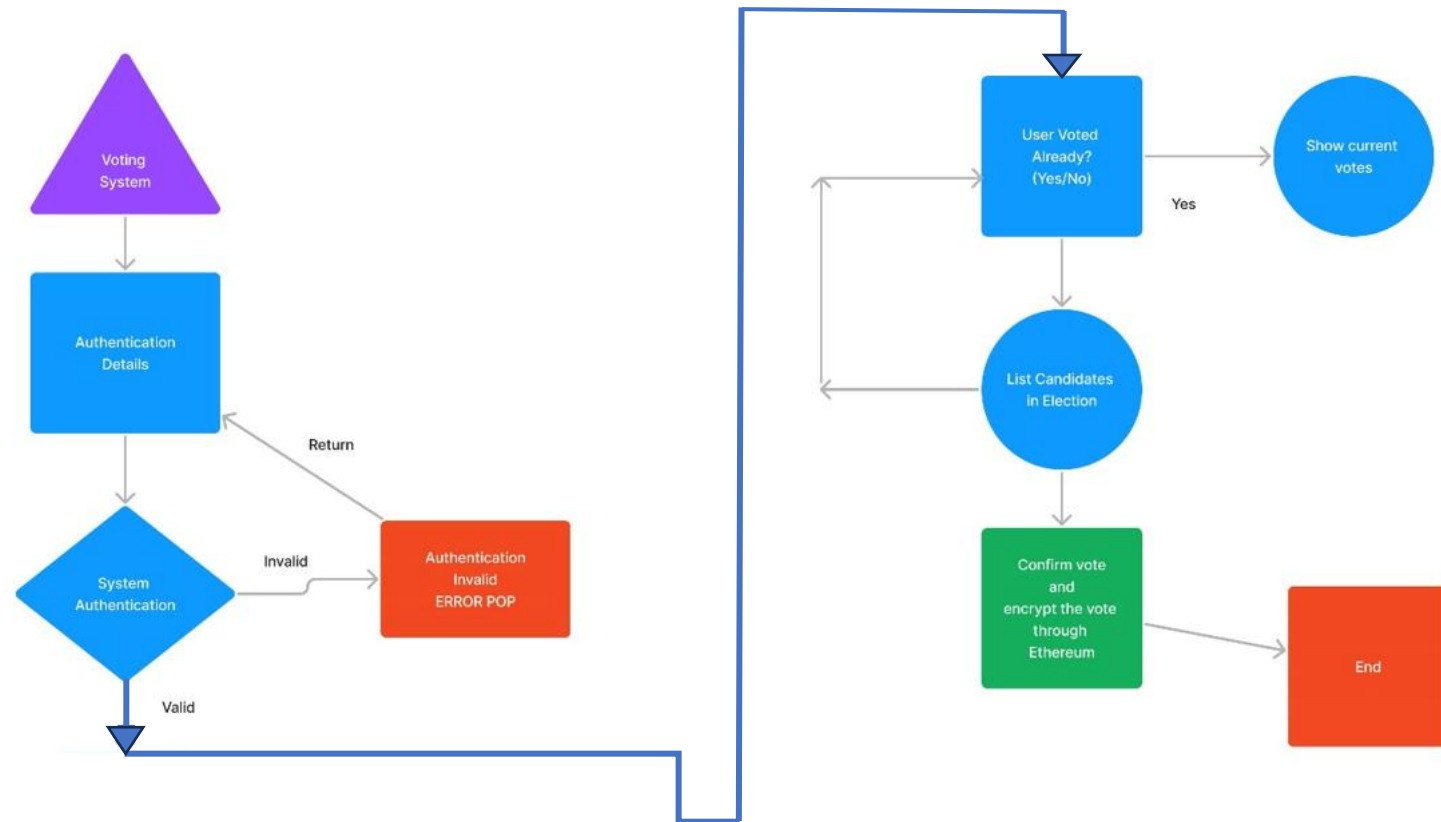 Voting
System
Authentication
Details
Return
System
Authentication
Invalid
Authentication
Invalid
ERROR POP
Valid
User Voted
Already?
(Yes/No)
Yes
Show current
votes
List Candidates
in Election
Confirm vote
and
encrypt the vote
through
Ethereum
End